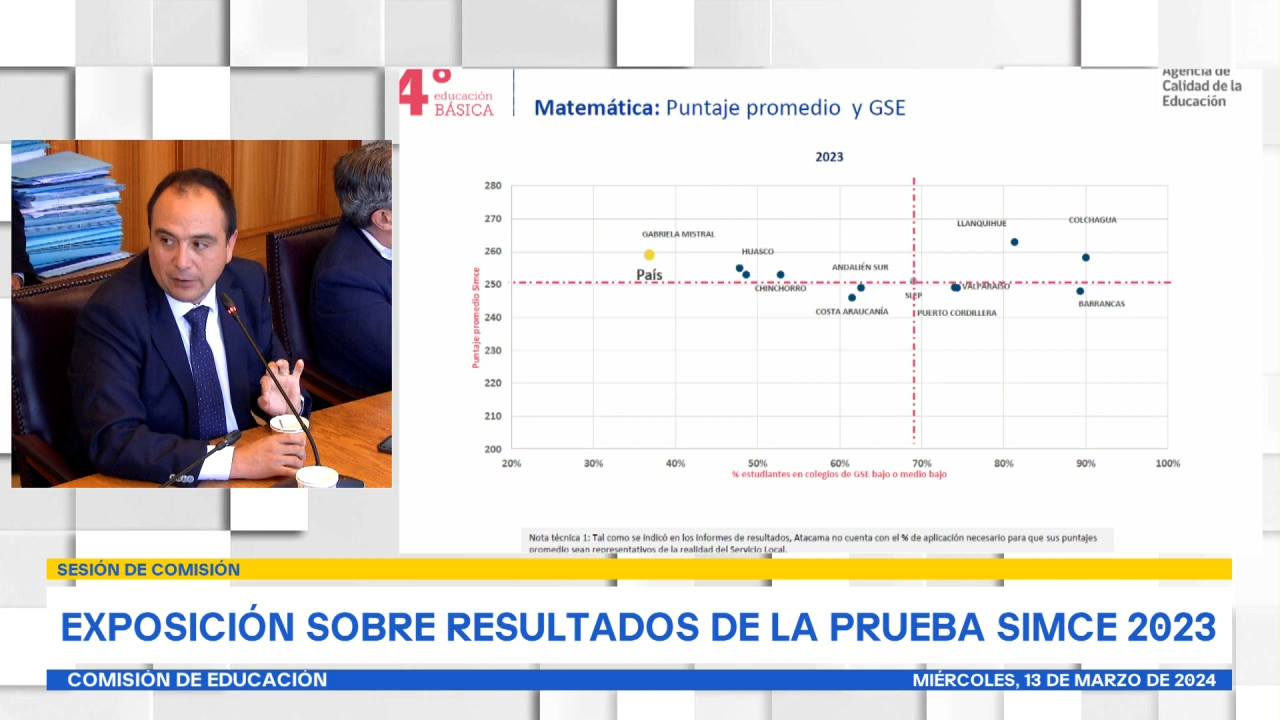 4º
educación
BÁSICA
Matemática: Puntaje promedio y GSE
Agencia de
Calidad de la
Educación
2023
280
270
260
250
240
230
220
210
200
Puntaje promedio Simce
GABRIELA MISTRAL
País
HUASCO
CHINCHORRO
ANDALIÉN SUR
COSTA ARAUCANÍA
SLEP
VALPARAÍSO
PUERTO CORDILLERA
LLANQUIHUE
COLCHAGUA
BARRANCAS
20% 30% 40% 50% 60% 70% 80% 90% 100%
% estudiantes en colegios de GSE bajo o medio bajo
Nota técnica 1: Tal como se indicó en los informes de resultados, Atacama no cuenta con el % de aplicación necesario para que sus puntajes
promedio sean representativos de la realidad del Servicio Local.
SESIÓN DE COMISIÓN
EXPOSICIÓN SOBRE RESULTADOS DE LA PRUEBA SIMCE 2023
COMISIÓN DE EDUCACIÓN
MIÉRCOLES, 13 DE MARZO DE 2024